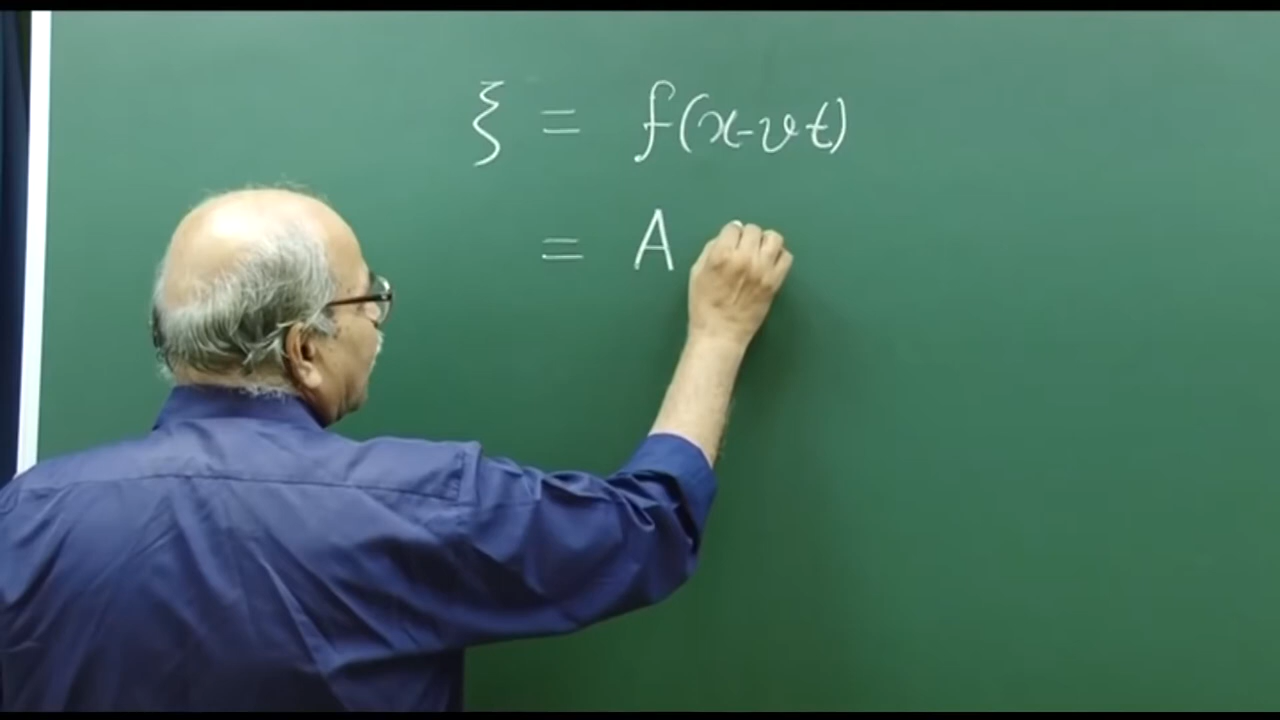 ξ = f(x-vt)
= A